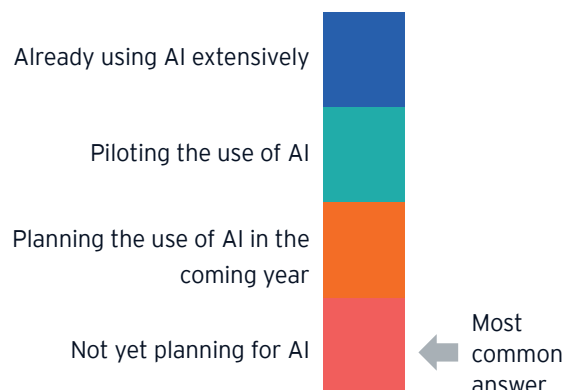 Already using AI extensively
Piloting the use of AI
Planning the use of AI in the
coming year
Not yet planning for AI
Most
common
answer